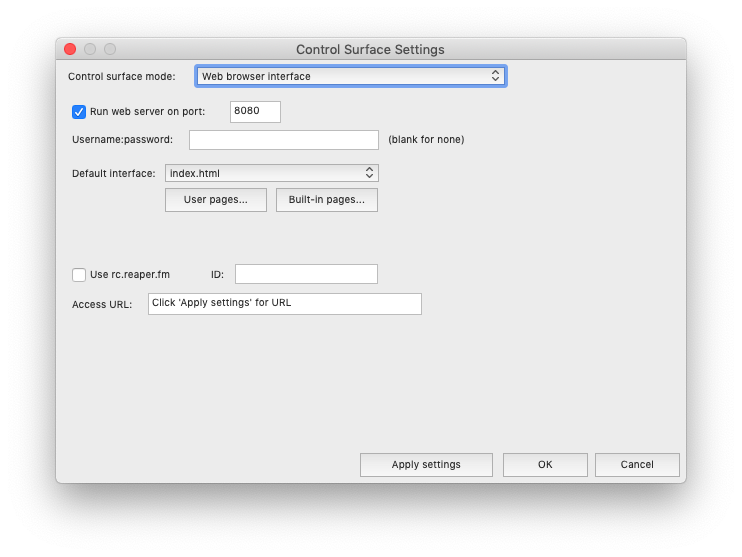 Control Surface Settings
Control surface mode: Web browser interface
Run web server on port: 8080
Username:password: (blank for none)
Default interface: index.html
User pages... Built-in pages...
Use rc.reaper.fm ID:
Access URL: Click 'Apply settings' for URL
Apply settings OK Cancel